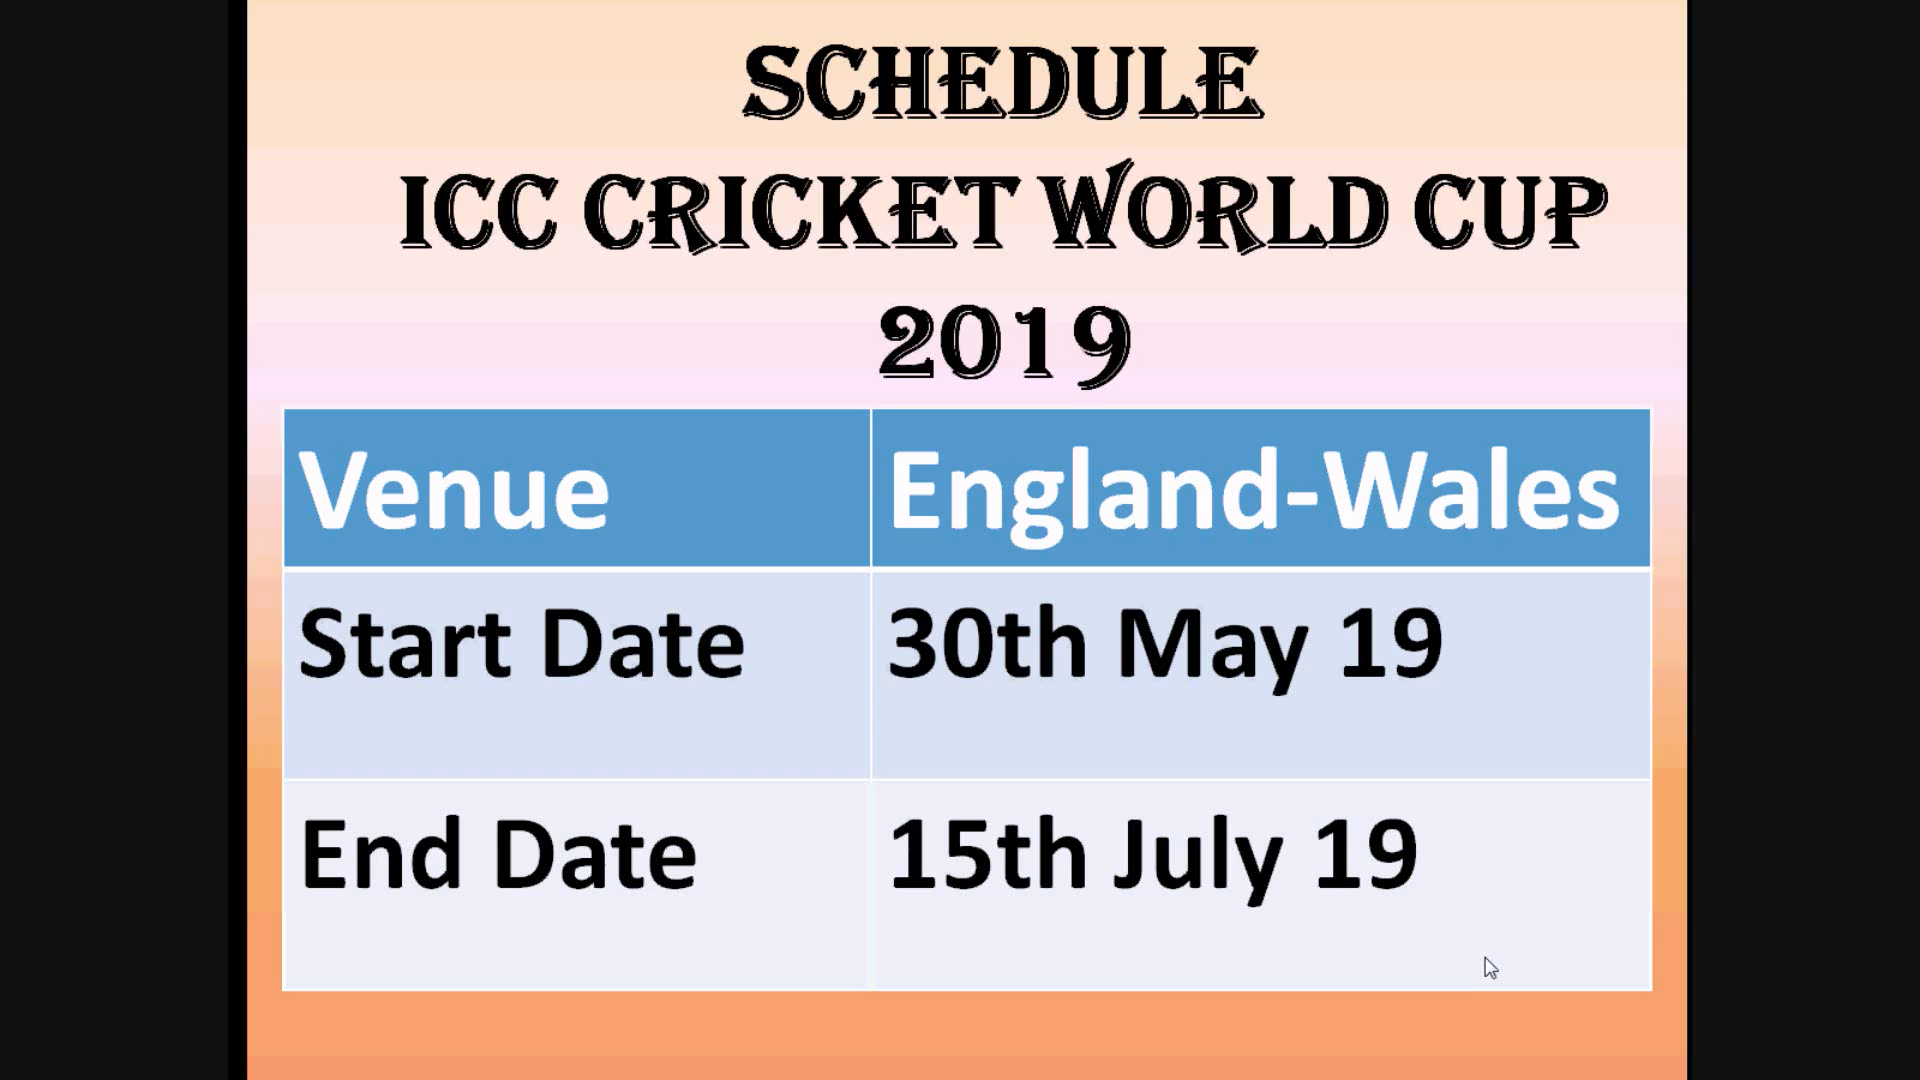 SCHEDULE
ICC CRICKET WORLD CUP
2019
Venue England-Wales
Start Date 30th May 19
End Date 15th July 19